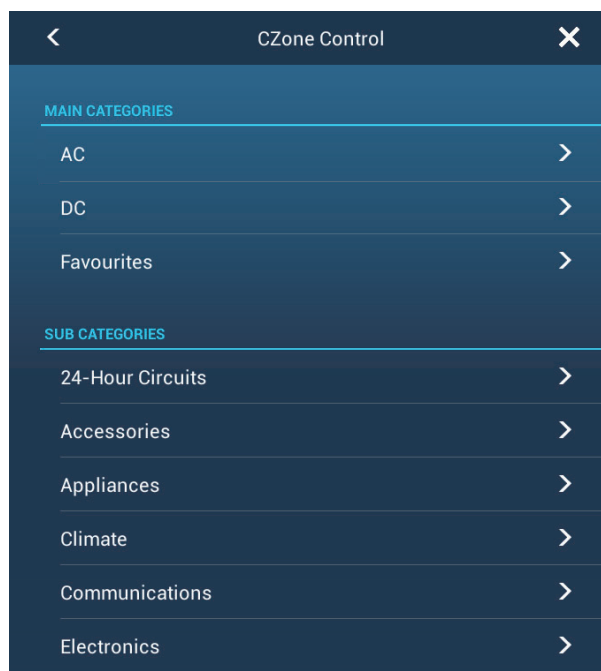 CZone Control
MAIN CATEGORIES
AC
DC
Favourites
SUB CATEGORIES
24-Hour Circuits
Accessories
Appliances
Climate
Communications
Electronics